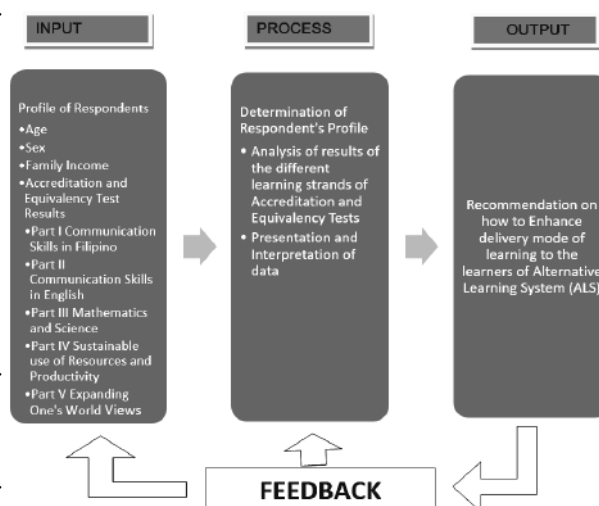 INPUT
Profile of Respondents
•Age
•Sex
•Family Income
•Accreditation and
Equivalency Test
Results
•Part I Communication
Skills in Filipino
•Part II
Communication Skills
in English
•Part III Mathematics
and Science
•Part IV Sustainable
use of Resources and
Productivity
•Part V Expanding
One's World Views
PROCESS
Determination of
Respondent's Profile
• Analysis of results of
the different
learning strands of
Accreditation and
Equivalency Tests
• Presentation and
Interpretation of
data
OUTPUT
Recommendation on
how to Enhance
delivery mode of
learning to the
learners of Alternative
Learning System (ALS)
FEEDBACK